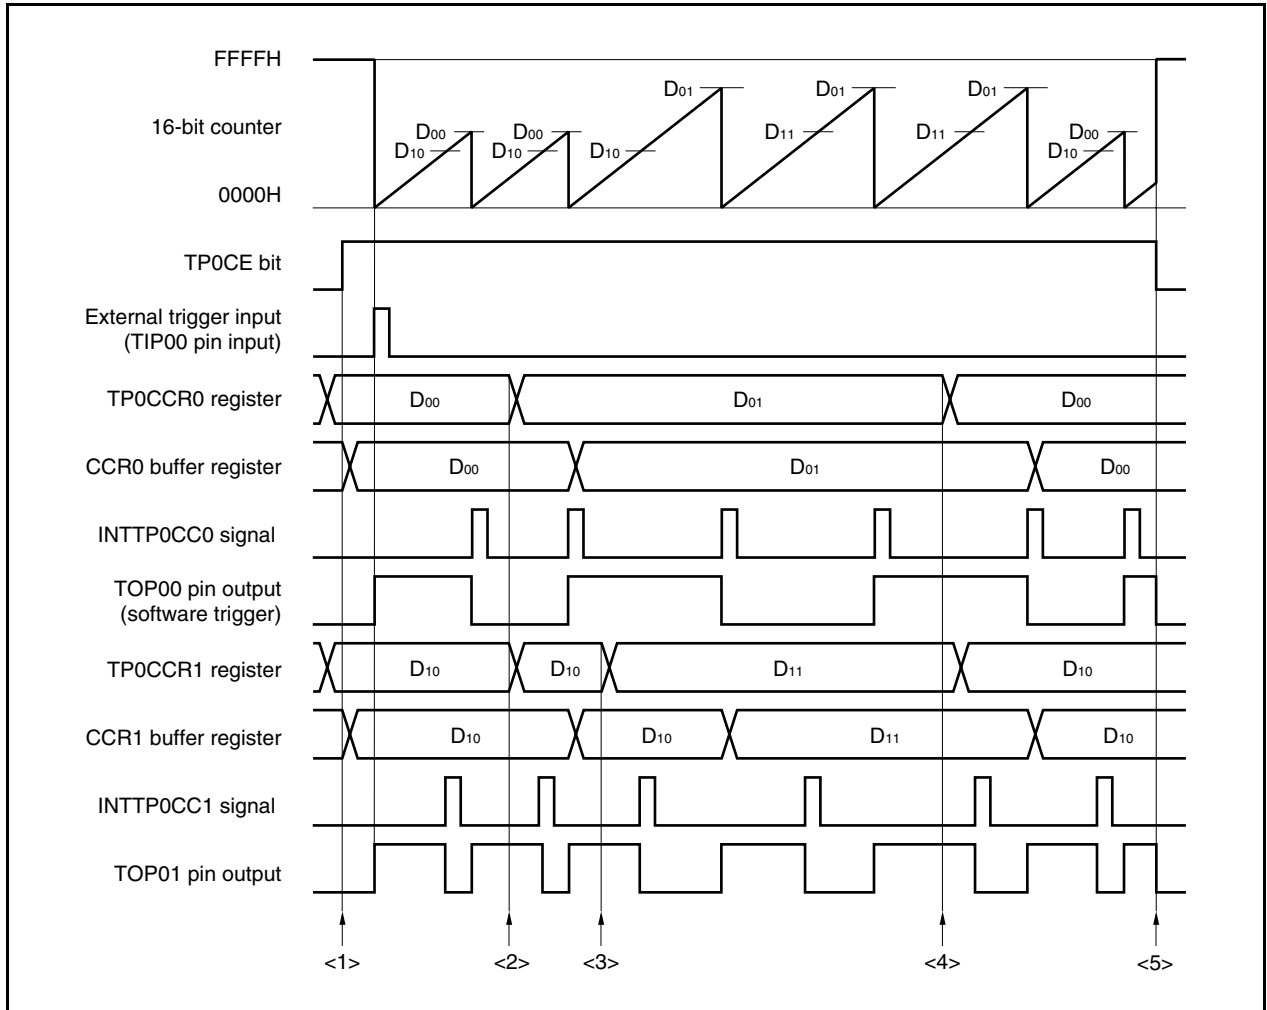 FFFFH
D01 D01 D01
16-bit counter
D00 D00 D11 D11 D00
D10 D10 D10 D10
0000H
TP0CE bit
External trigger input
(TIP00 pin input)
TP0CCR0 register D00 D01 D00
CCR0 buffer register D00 D01 D00
INTTP0CC0 signal
TOP00 pin output
(software trigger)
TP0CCR1 register D10 D10 D11 D10
CCR1 buffer register D10 D10 D11 D10
INTTP0CC1 signal
TOP01 pin output
<1> <2> <3> <4> <5>